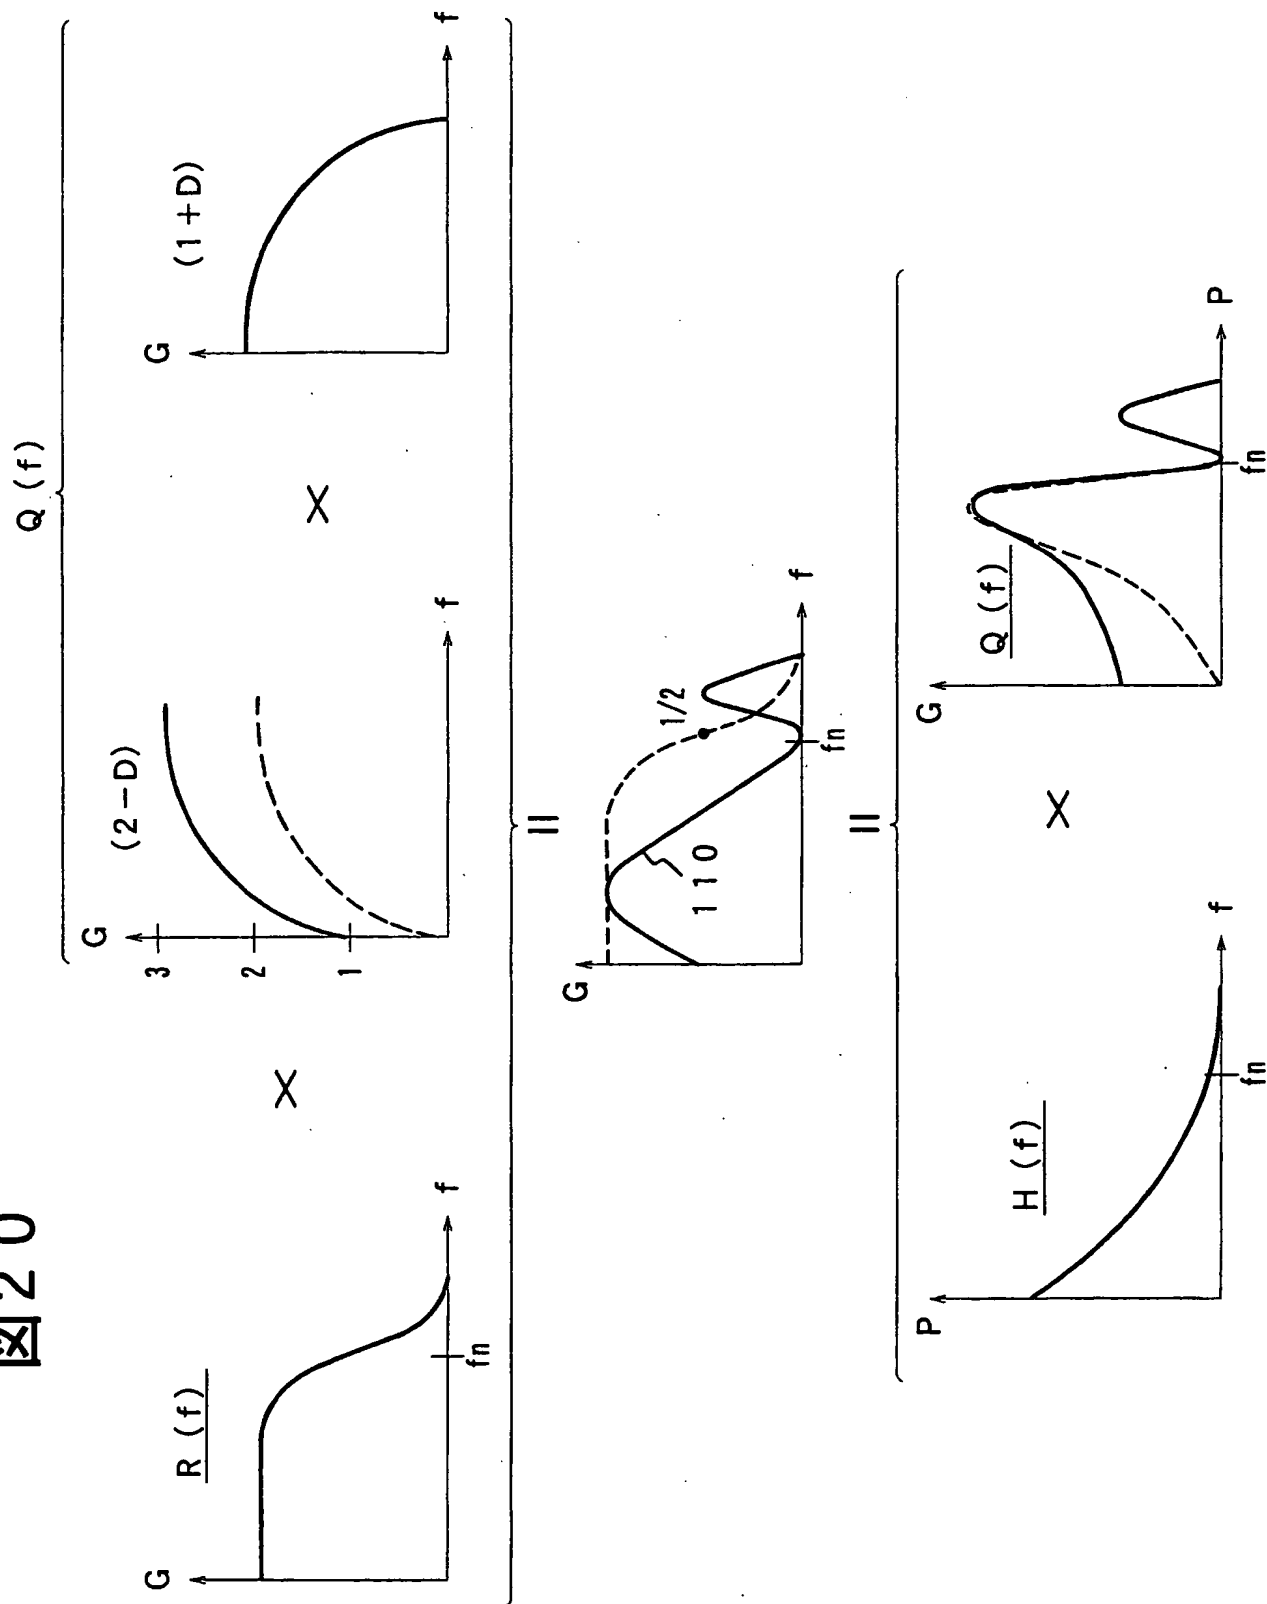 図20
Q (f)
R (f)
G
fn
f
X
(2−D)
G
3
2
1
f
X
(1+D)
G
f
=
G
110
1/2
fn
f
=
H (f)
P
fn
f
X
Q (f)
G
fn
P